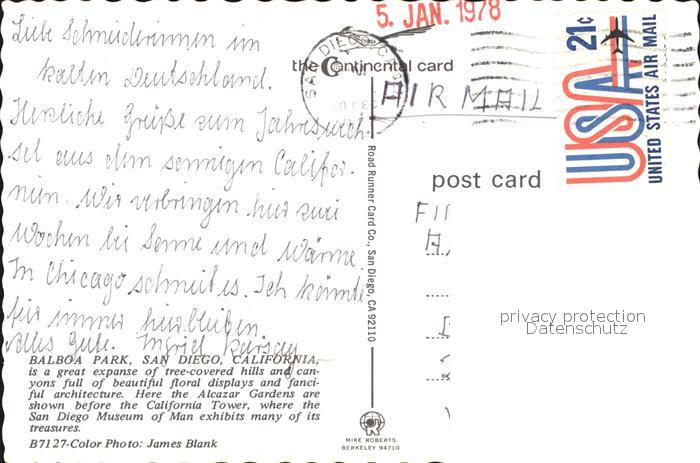 5. JAN. 1978
Liebe Schneiderinnen im
kalten Deutschland.
Herzliche Grüße zum Jahreswech-
sel aus dem sonnigen Califor-
nien. Wir verbringen hier zwei
Wochen bei Sonne und Wärme.
In Chicago schneit es. Ich könnte
für immer hierbleiben.
Alles Gute. Ingrid
BALBOA PARK, SAN DIEGO, CALIFORNIA,
is a great expanse of tree-covered hills and can-
yons full of beautiful floral displays and fanci-
ful architecture. Here the Alcazar Gardens are
shown before the California Tower, where the
San Diego Museum of Man exhibits many of its
treasures.
B7127-Color Photo: James Blank
the Continental card
SAN DIEGO
AIR MAIL
21c
USA
UNITED STATES AIR MAIL
post card
Road Runner Card Co., San Diego, CA 92110
privacy protection
Datenschutz
MIKE ROBERTS
BERKELEY 94710